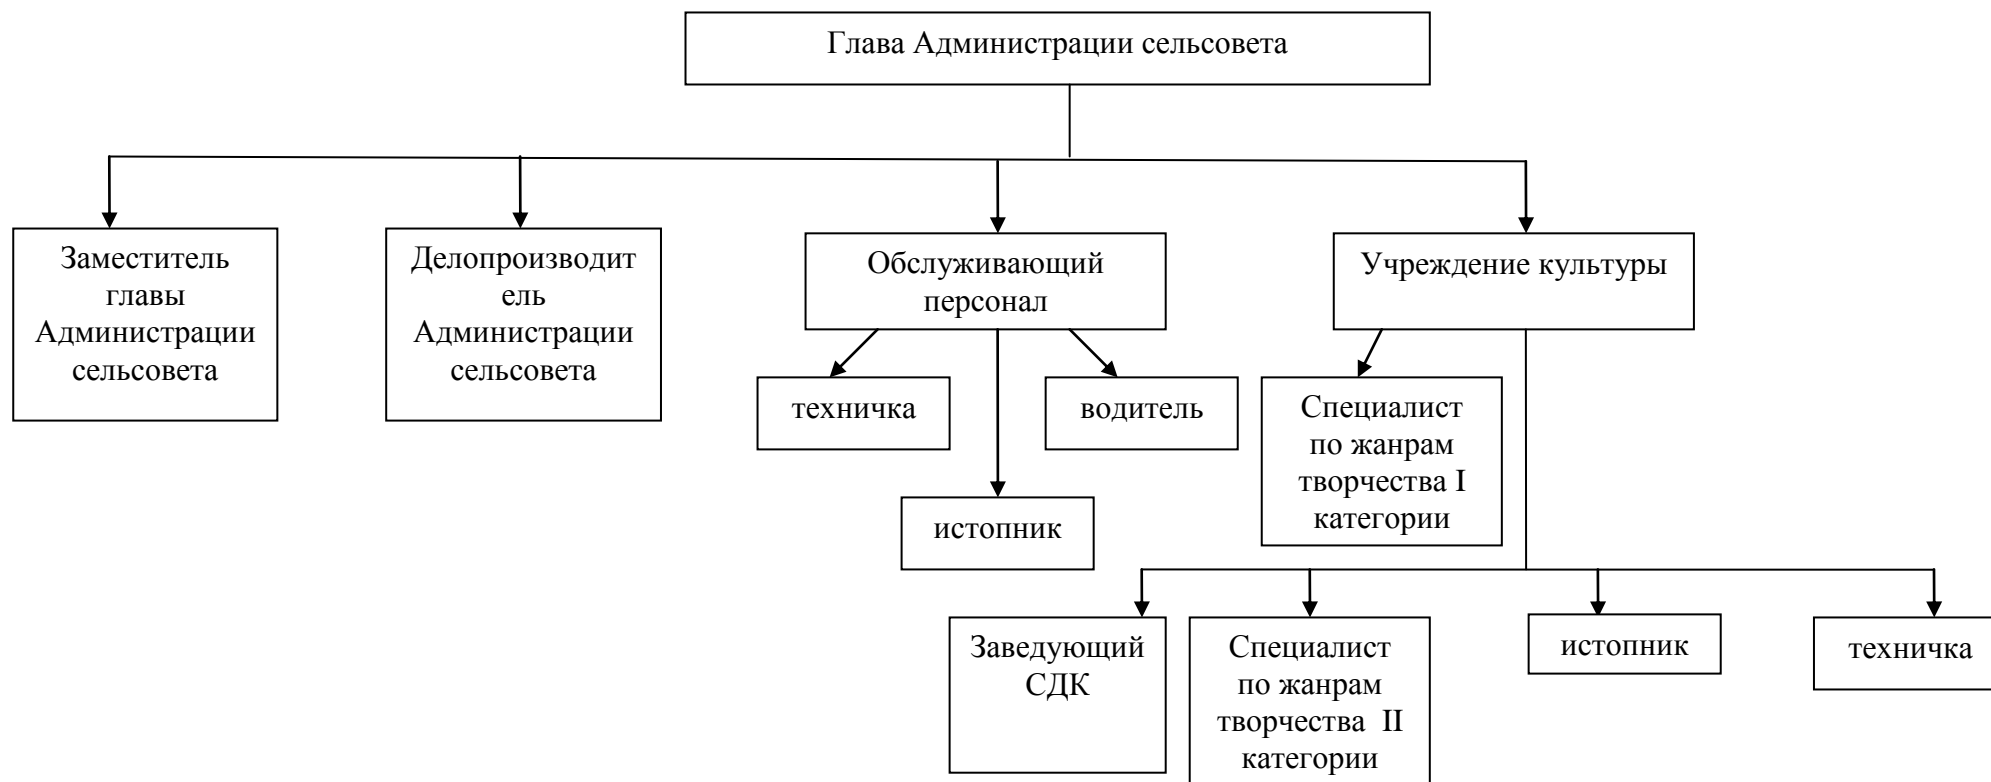 Глава Администрации сельсовета
Заместитель
главы
Администрации
сельсовета
Делопроизводит
ель
Администрации
сельсовета
Обслуживающий
персонал
Учреждение культуры
техничка
водитель
истопник
Специалист
по жанрам
творчества I
категории
Заведующий
СДК
Специалист
по жанрам
творчества II
категории
истопник
техничка